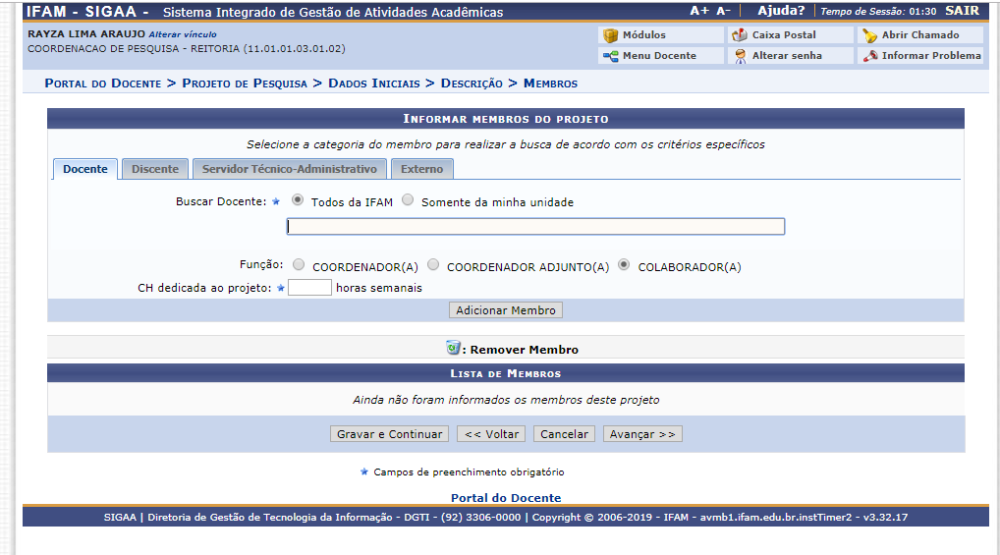 IFAM - SIGAA - Sistema Integrado de Gestão de Atividades Acadêmicas A+ A- | Ajuda? | Tempo de Sessão: 01:30 SAIR
RAYZA LIMA ARAUJO Alterar vínculo
COORDENACAO DE PESQUISA - REITORIA (11.01.01.03.01.02)
Módulos Caixa Postal Abrir Chamado
Menu Docente Alterar senha Informar Problema
Portal do Docente > Projeto de Pesquisa > Dados Iniciais > Descrição > Membros
Informar membros do projeto
Selecione a categoria do membro para realizar a busca de acordo com os critérios específicos
Docente Discente Servidor Técnico-Administrativo Externo
Buscar Docente: Todos da IFAM Somente da minha unidade
Função: COORDENADOR(A) COORDENADOR ADJUNTO(A) COLABORADOR(A)
CH dedicada ao projeto: horas semanais
Adicionar Membro
: Remover Membro
Lista de Membros
Ainda não foram informados os membros deste projeto
Gravar e Continuar << Voltar Cancelar Avançar >>
Campos de preenchimento obrigatório
Portal do Docente
SIGAA | Diretoria de Gestão de Tecnologia da Informação - DGTI - (92) 3306-0000 | Copyright © 2006-2019 - IFAM - avmb1.ifam.edu.br.instTimer2 - v3.32.17